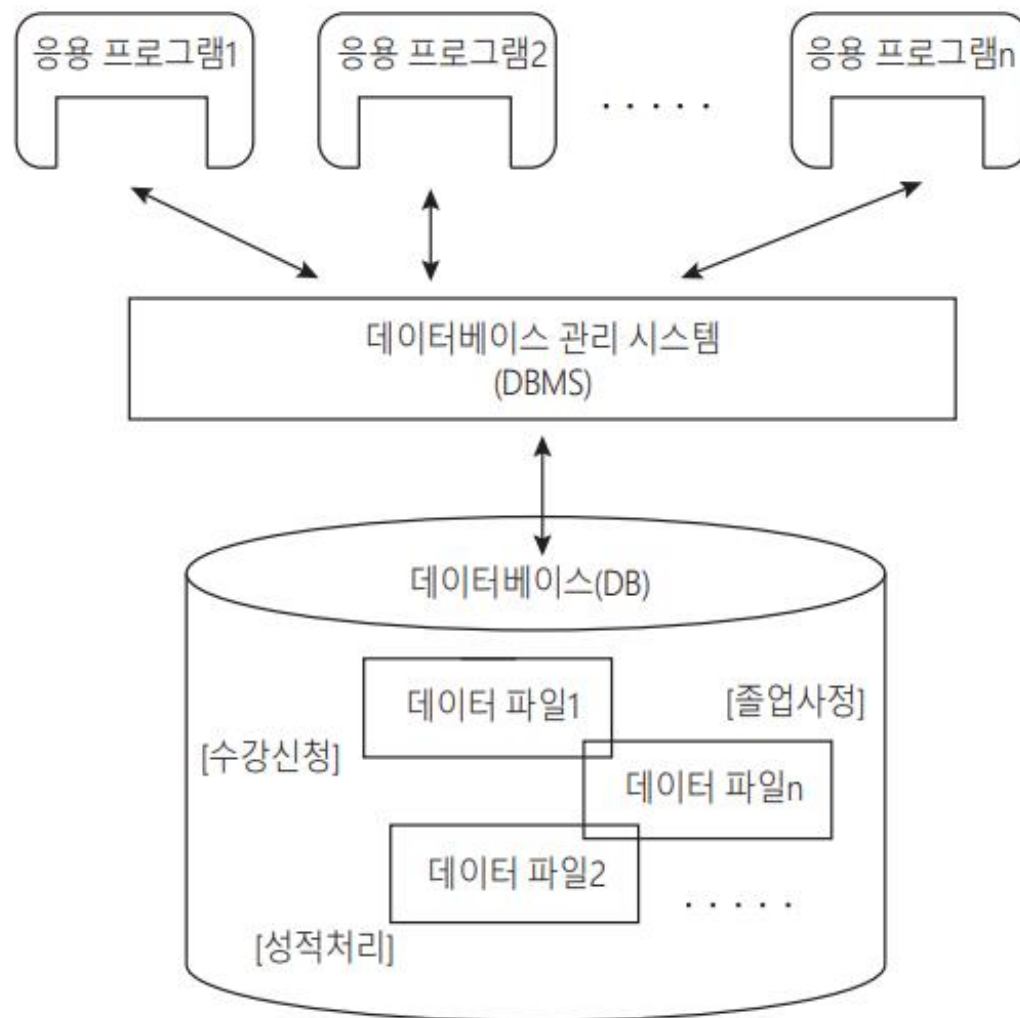 응용 프로그램1
응용 프로그램2
. . . . .
응용 프로그램n
데이터베이스 관리 시스템
(DBMS)
데이터베이스(DB)
데이터 파일1
[졸업사정]
[수강신청]
데이터 파일n
데이터 파일2
. . . . .
[성적처리]